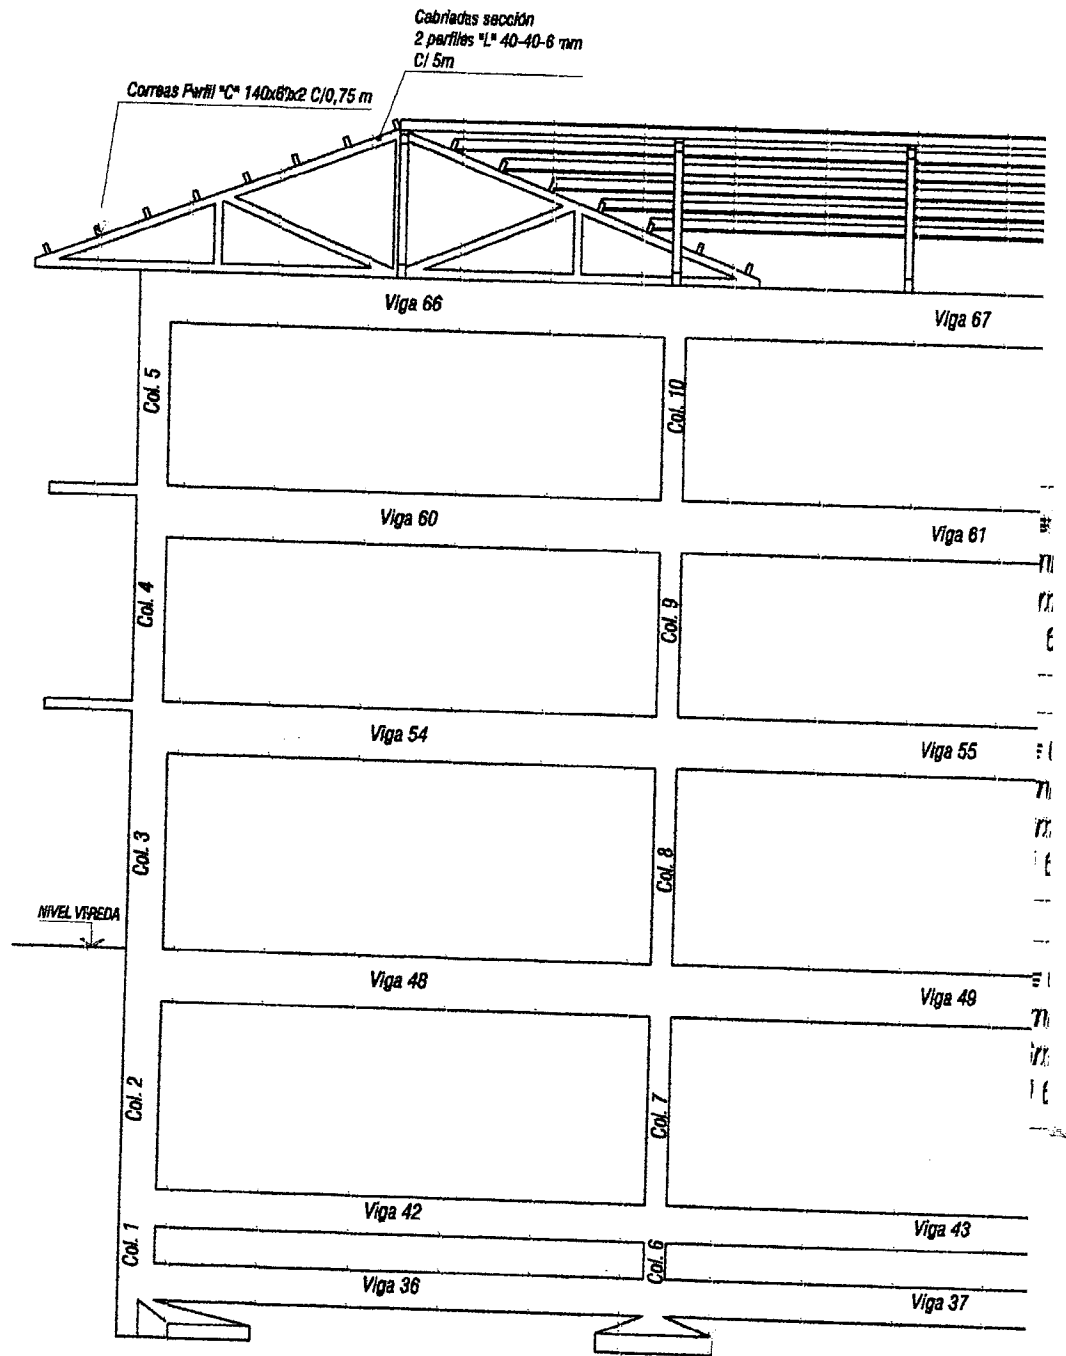 Cabriadas sección
2 perfiles "L" 40-40-6 mm
C/ 5m
Correas Perfil "C" 140x60x2 C/0,75 m
Viga 66
Viga 67
Col. 5
Col. 10
Viga 60
Viga 61
Col. 4
Col. 9
Viga 54
Viga 55
Col. 3
Col. 8
NIVEL VEREDA
Viga 48
Viga 49
Col. 2
Col. 7
Viga 42
Viga 43
Col. 1
Col. 6
Viga 36
Viga 37